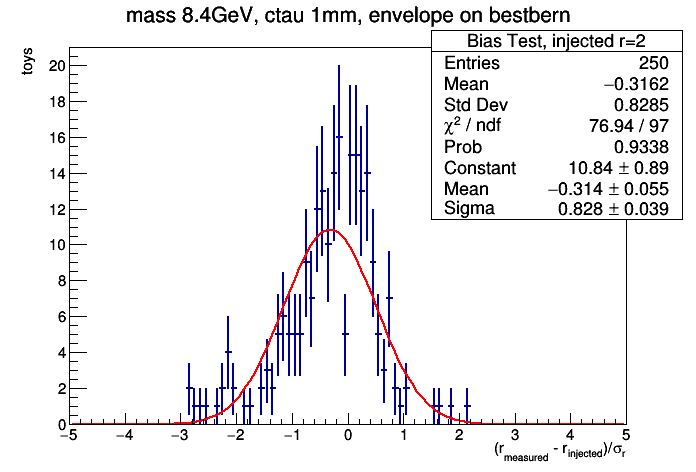 mass 8.4GeV, ctau 1mm, envelope on bestbern
toys
Bias Test, injected r=2
Entries 250
Mean −0.3162
Std Dev 0.8285
χ² / ndf 76.94 / 97
Prob 0.9338
Constant 10.84 ± 0.89
Mean −0.314 ± 0.055
Sigma 0.828 ± 0.039
20
18
16
14
12
10
8
6
4
2
0
−5 −4 −3 −2 −1 0 1 2 3 4 5
(r_measured - r_injected)/σ_r